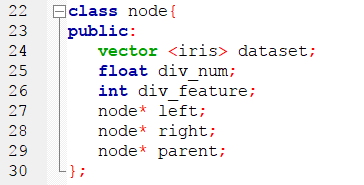 22 class node{
23 public:
24 vector <iris> dataset;
25 float div_num;
26 int div_feature;
27 node* left;
28 node* right;
29 node* parent;
30 };